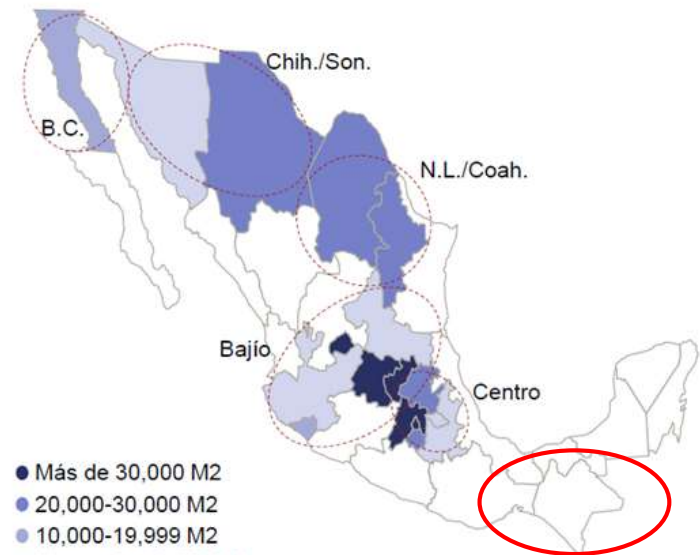 Chih./Son.
B.C.
N.L./Coah.
Bajío
Centro
Más de 30,000 M2
20,000-30,000 M2
10,000-19,999 M2